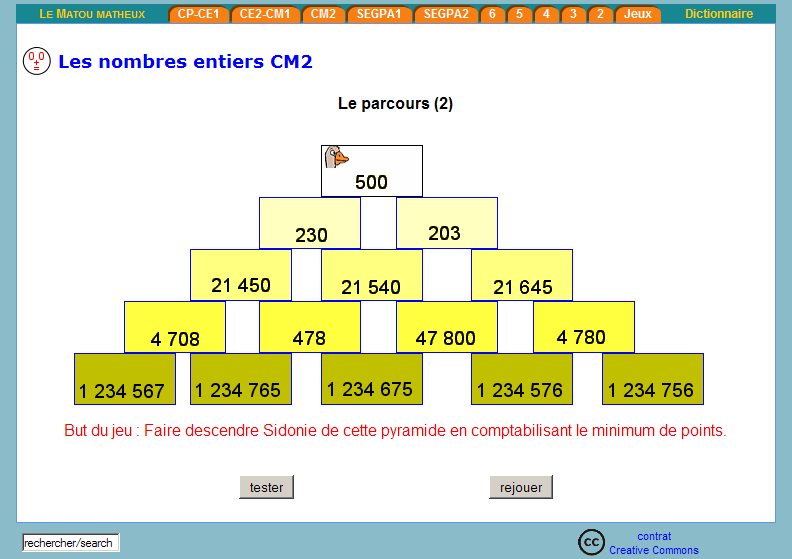 LE MATOU MATHEUX CP-CE1 CE2-CM1 CM2 SEGPA1 SEGPA2 6 5 4 3 2 Jeux Dictionnaire
Les nombres entiers CM2
Le parcours (2)
500
230 203
21 450 21 540 21 645
4 708 478 47 800 4 780
1 234 567 1 234 765 1 234 675 1 234 576 1 234 756
But du jeu : Faire descendre Sidonie de cette pyramide en comptabilisant le minimum de points.
tester rejouer
rechercher/search
cc contrat
Creative Commons